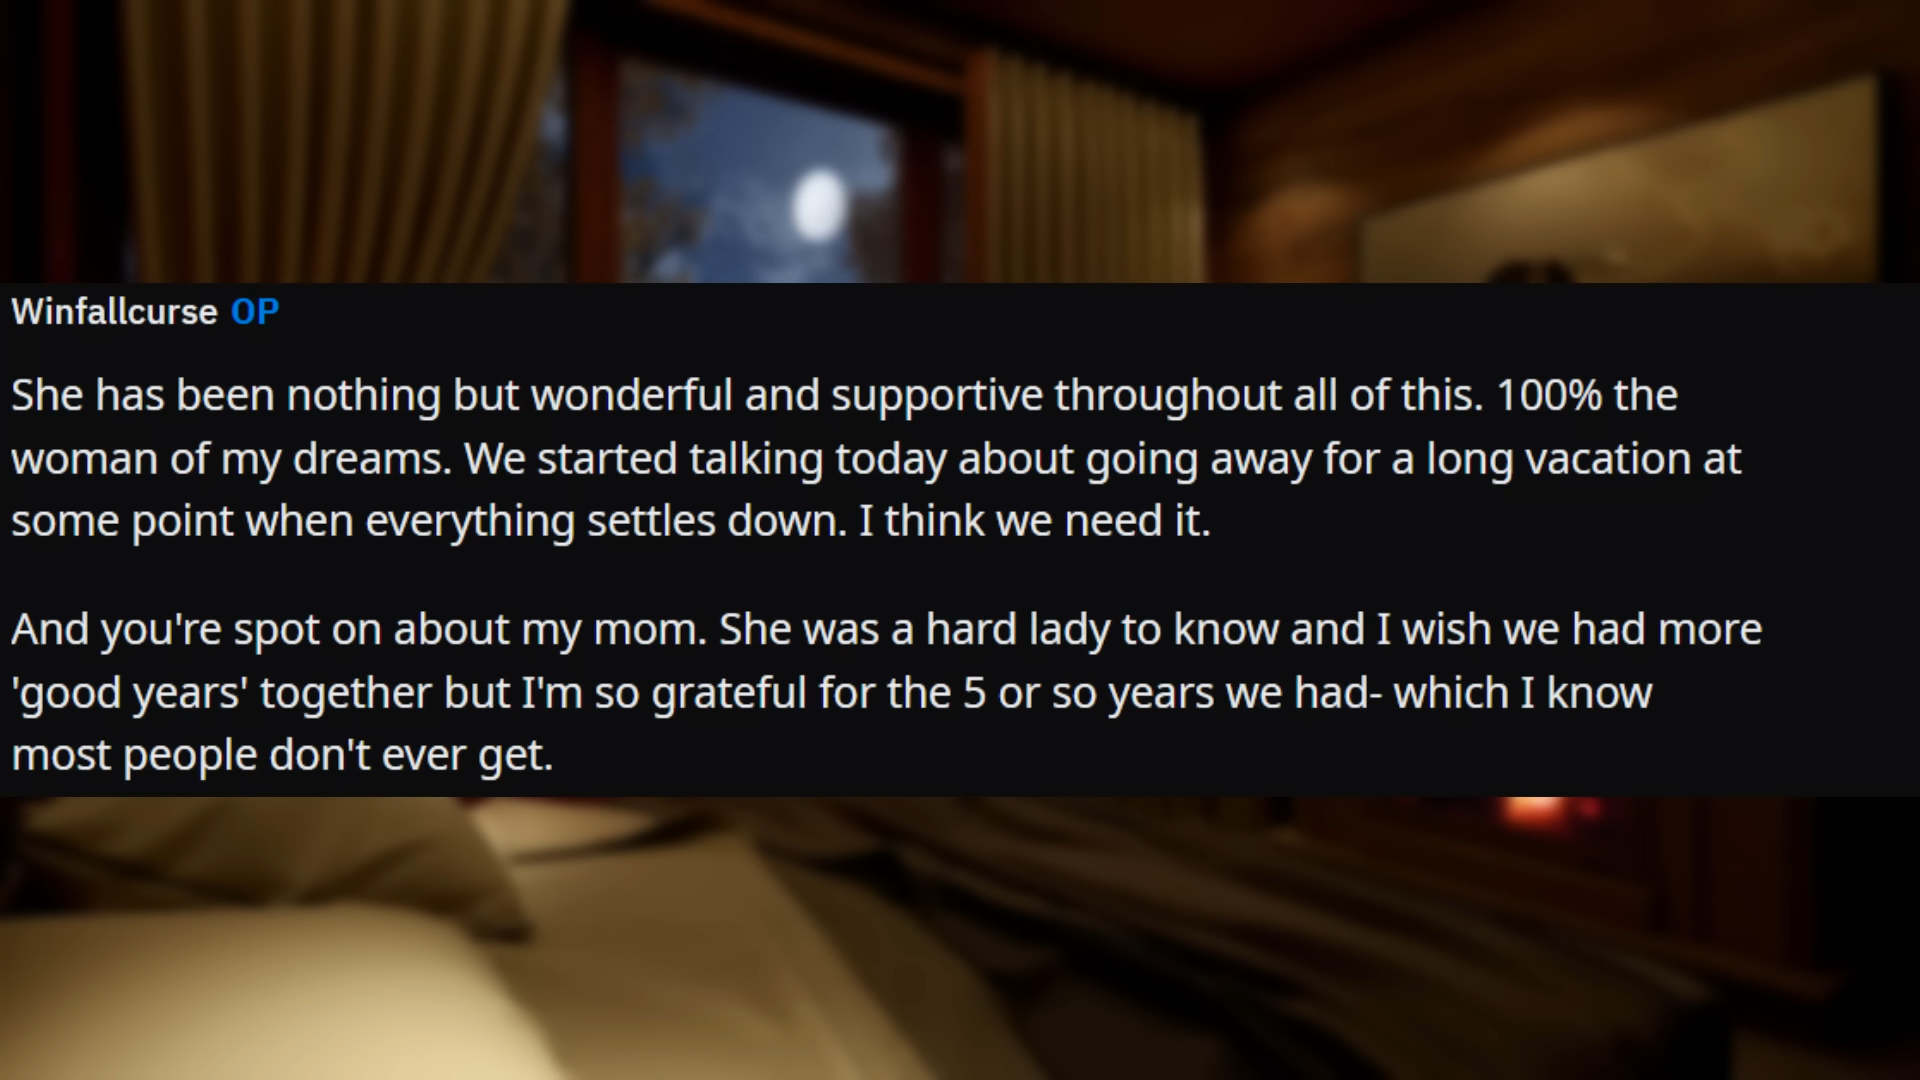 Winfallcurse OP
She has been nothing but wonderful and supportive throughout all of this. 100% the
woman of my dreams. We started talking today about going away for a long vacation at
some point when everything settles down. I think we need it.
And you're spot on about my mom. She was a hard lady to know and I wish we had more
'good years' together but I'm so grateful for the 5 or so years we had- which I know
most people don't ever get.